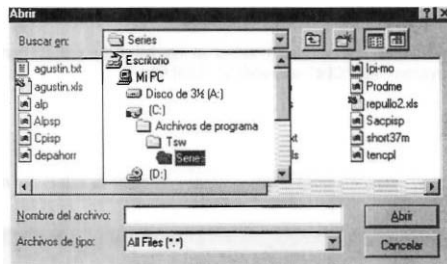 Abrir
Buscar en: Series
Escritorio
Mi PC
Disco de 3½ (A:)
(C:)
Archivos de programa
Tsw
Series
(D:)
agustin.txt
agustin.xls
alp
Alpsp
Cpisp
depahorr
lpi-mo
Prodme
repullo2.xls
Sacpisp
short37m
tencpl
Nombre del archivo:
Abrir
Archivos de tipo: All Files (*.*)
Cancelar